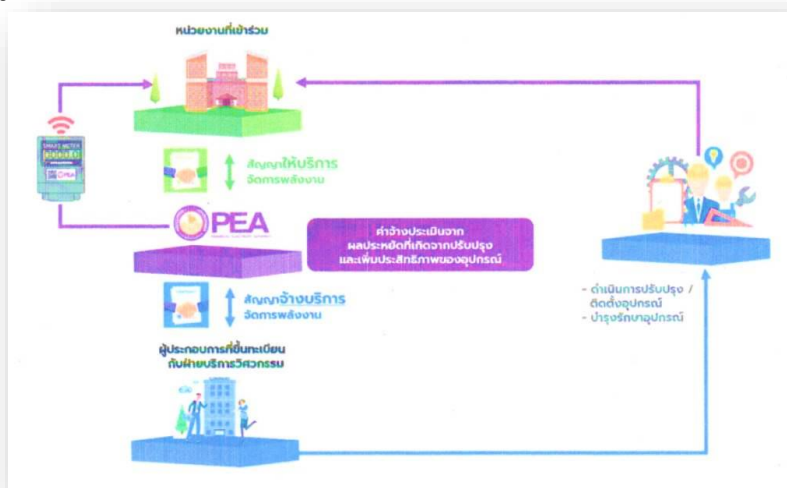 หน่วยงานที่เข้าร่วม
SMART METER
PEA
สัญญาให้บริการ
จัดการพลังงาน
PEA
ค่าจ้างประเมินจาก
ผลประหยัดที่เกิดจากปรับปรุง
และเพิ่มประสิทธิภาพของอุปกรณ์
- ดำเนินการปรับปรุง /
ติดตั้งอุปกรณ์
- บำรุงรักษาอุปกรณ์
สัญญาจ้างบริการ
จัดการพลังงาน
ผู้ประกอบการที่ขึ้นทะเบียน
กับฝ่ายบริการวิศวกรรม